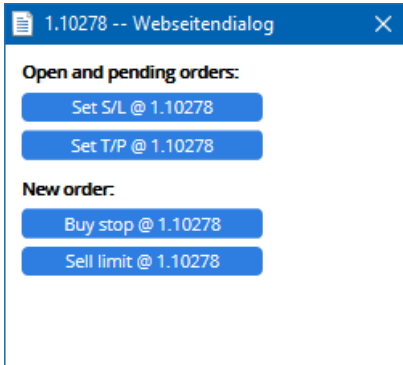 1.10278 -- Webseitendialog
Open and pending orders:
Set S/L @ 1.10278
Set T/P @ 1.10278
New order:
Buy stop @ 1.10278
Sell limit @ 1.10278